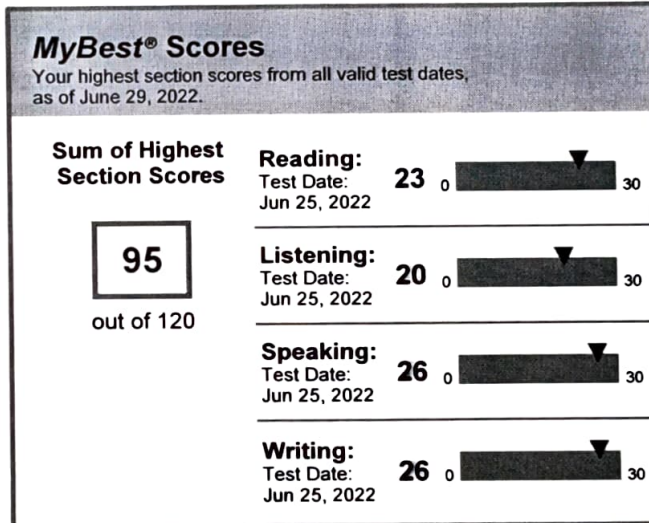 MyBest® Scores
Your highest section scores from all valid test dates,
as of June 29, 2022.
Sum of Highest
Section Scores
95
out of 120
Reading:
Test Date:
Jun 25, 2022
23
0
30
Listening:
Test Date:
Jun 25, 2022
20
0
30
Speaking:
Test Date:
Jun 25, 2022
26
0
30
Writing:
Test Date:
Jun 25, 2022
26
0
30